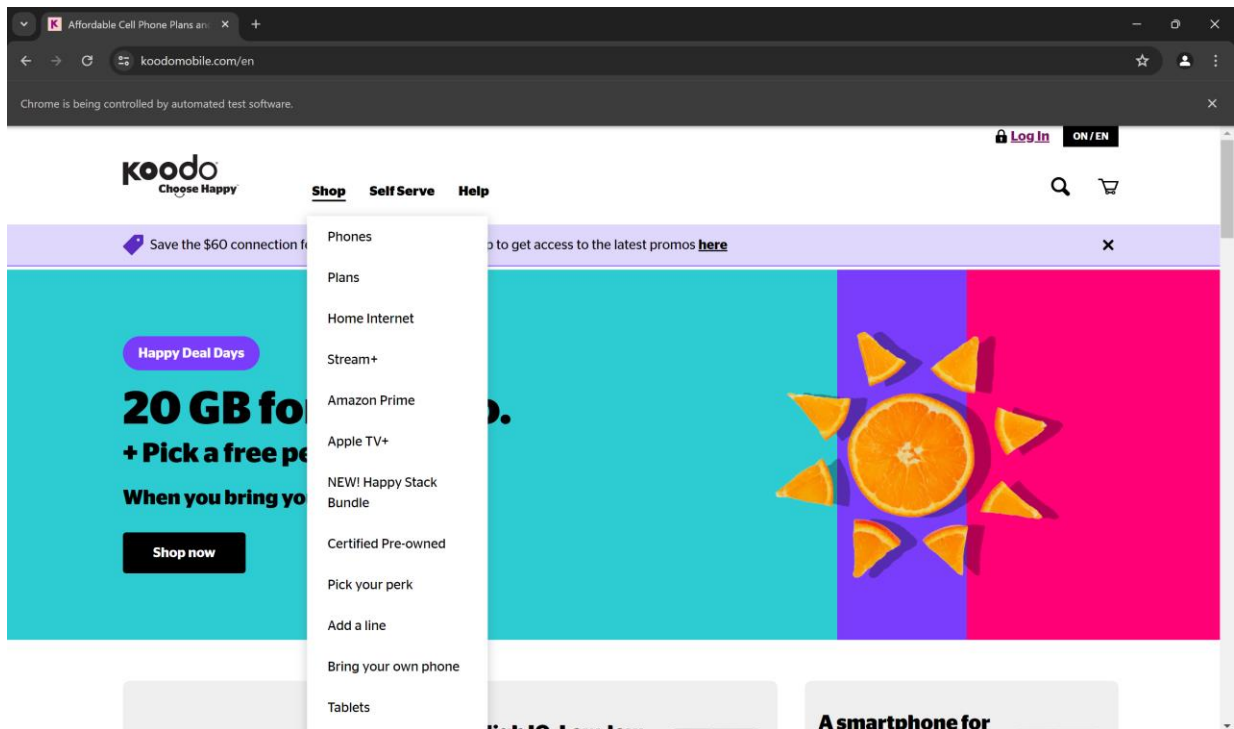 K Affordable Cell Phone Plans an
koodomobile.com/en
Chrome is being controlled by automated test software.
Log In ON / EN
koodo
Choose Happy
Shop Self Serve Help
Save the $60 connection to get access to the latest promos here
Phones
Plans
Home Internet
Stream+
Amazon Prime
Apple TV+
NEW! Happy Stack
Bundle
Certified Pre-owned
Pick your perk
Add a line
Bring your own phone
Tablets
Happy Deal Days
20 GB
+ Pick a free
When you bring
Shop now
A smartphone for